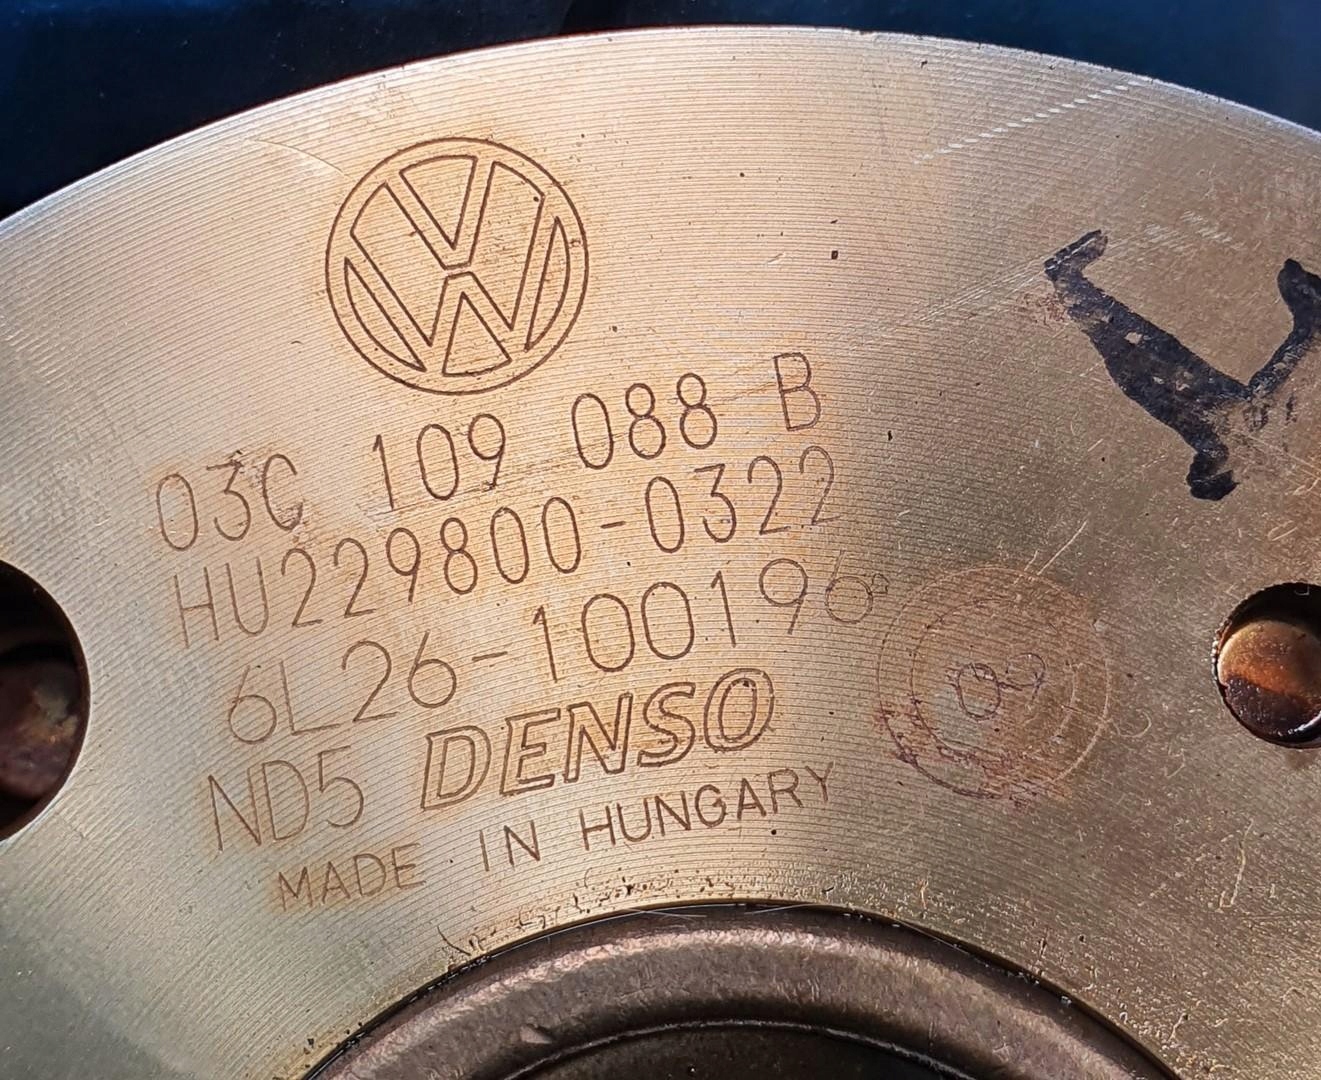 03C 109 088 B
HU229800-0322
6L26-100196
ND5 DENSO
MADE IN HUNGARY